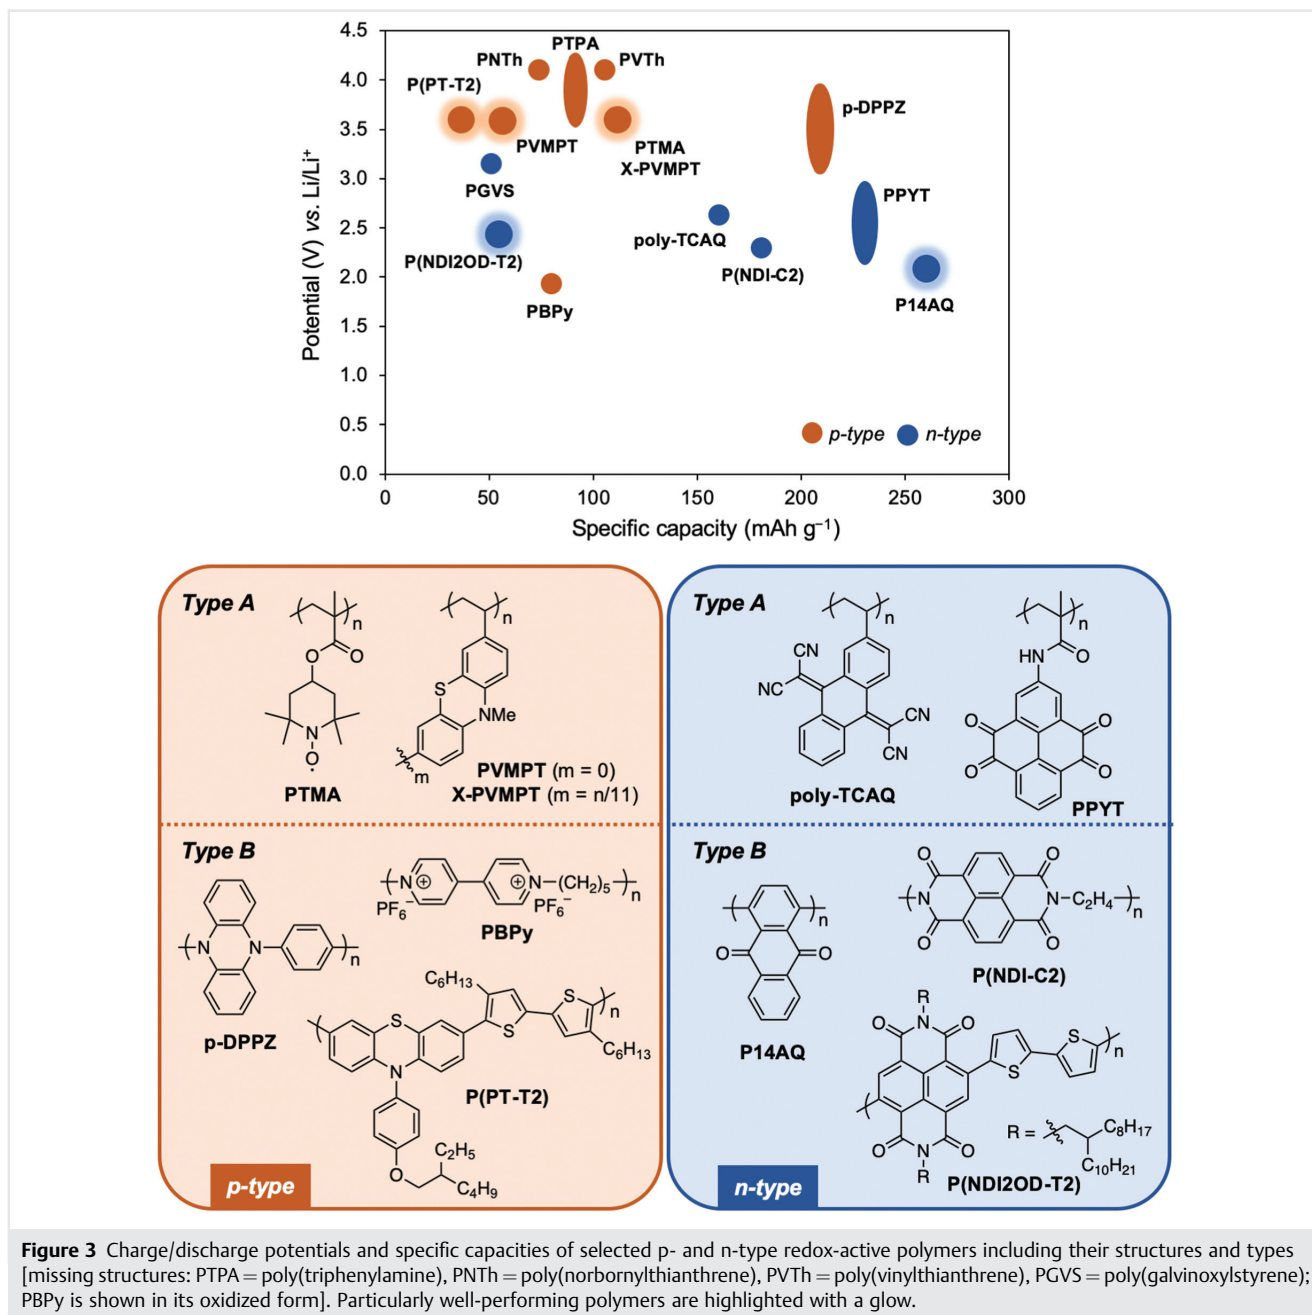 4.5
4.0
3.5
3.0
2.5
2.0
1.5
1.0
0.5
0.0
Potential (V) vs. Li/Li⁺
0 50 100 150 200 250 300
Specific capacity (mAh g⁻¹)
PTPA
PNTh
PVTh
P(PT-T2)
p-DPPZ
PVMPT
PTMA
X-PVMPT
PGVS
PPYT
poly-TCAQ
P(NDI2OD-T2)
P(NDI-C2)
PBPy
P14AQ
p-type n-type
Type A
n
O
O
N
O
·
PTMA
n
S
NMe
m
PVMPT (m = 0)
X-PVMPT (m = n/11)
Type B
N
N
n
p-DPPZ
N⁺
PF₆⁻
N⁺
PF₆⁻
(CH₂)₅
n
PBPy
C₆H₁₃
S
S
S
n
C₆H₁₃
N
P(PT-T2)
C₂H₅
O
C₄H₉
p-type
Type A
n
CN
NC
CN
CN
poly-TCAQ
n
HN
O
O
O
O
O
PPYT
Type B
n
O
O
P14AQ
O
O
N
N
C₂H₄
n
O
O
P(NDI-C2)
R
O
N
O
S
S
n
O
N
O
R
R =
C₈H₁₇
C₁₀H₂₁
P(NDI2OD-T2)
n-type
Figure 3 Charge/discharge potentials and specific capacities of selected p- and n-type redox-active polymers including their structures and types
[missing structures: PTPA = poly(triphenylamine), PNTh = poly(norbornylthianthrene), PVTh = poly(vinylthianthrene), PGVS = poly(galvinoxylstyrene);
PBPy is shown in its oxidized form]. Particularly well-performing polymers are highlighted with a glow.